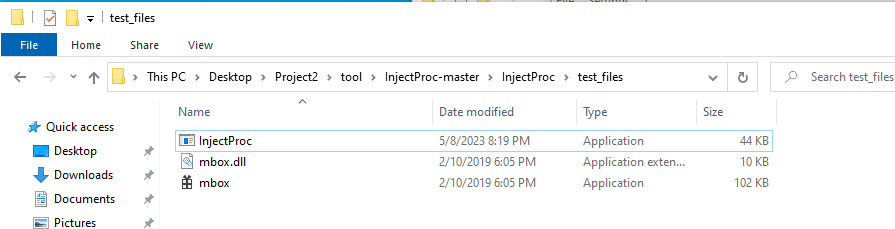 test_files
File Home Share View
This PC Desktop Project2 tool InjectProc-master InjectProc test_files Search test_files
Name Date modified Type Size
Quick access
InjectProc 5/8/2023 8:19 PM Application 44 KB
Desktop
mbox.dll 2/10/2019 6:05 PM Application exten... 10 KB
Downloads
mbox 2/10/2019 6:05 PM Application 102 KB
Documents
Pictures